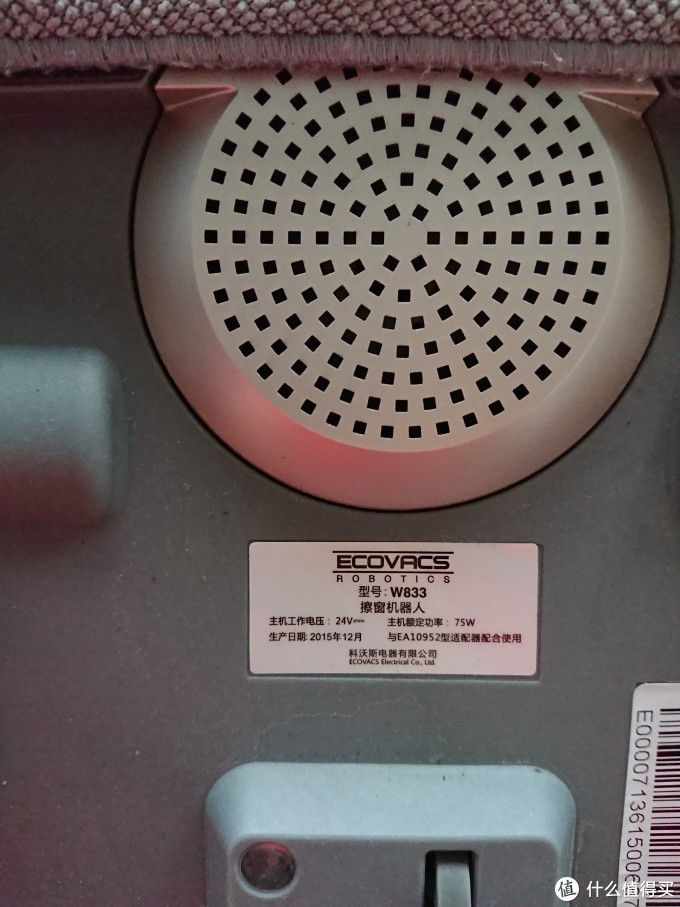 ECOVACS
ROBOTICS
型号: W833
擦窗机器人
主机工作电压: 24V⎓ 主机额定功率: 75W
生产日期: 2015年12月 与EA10952型适配器配合使用
科沃斯电器有限公司
ECOVACS Electrical Co., Ltd.
值 什么值得买